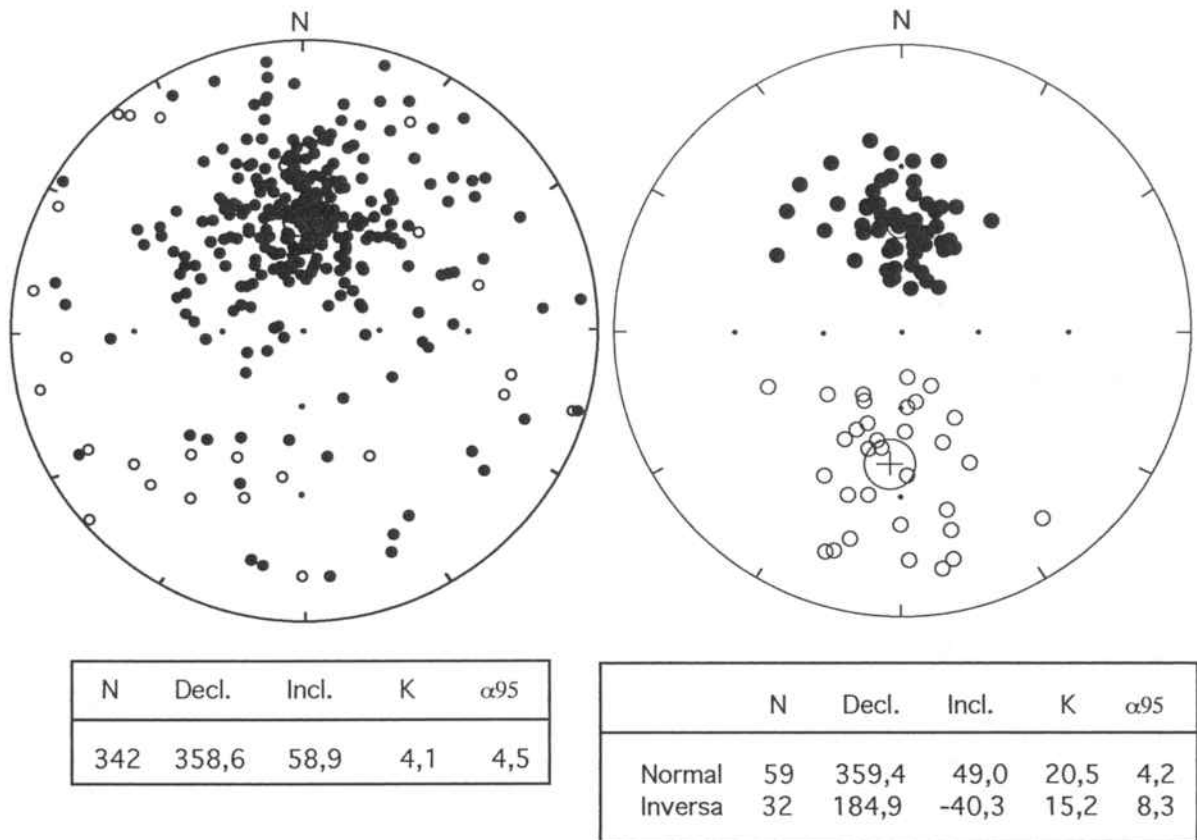 N
N
N Decl. Incl. K α95
342 358,6 58,9 4,1 4,5
N Decl. Incl. K α95
Normal 59 359,4 49,0 20,5 4,2
Inversa 32 184,9 -40,3 15,2 8,3